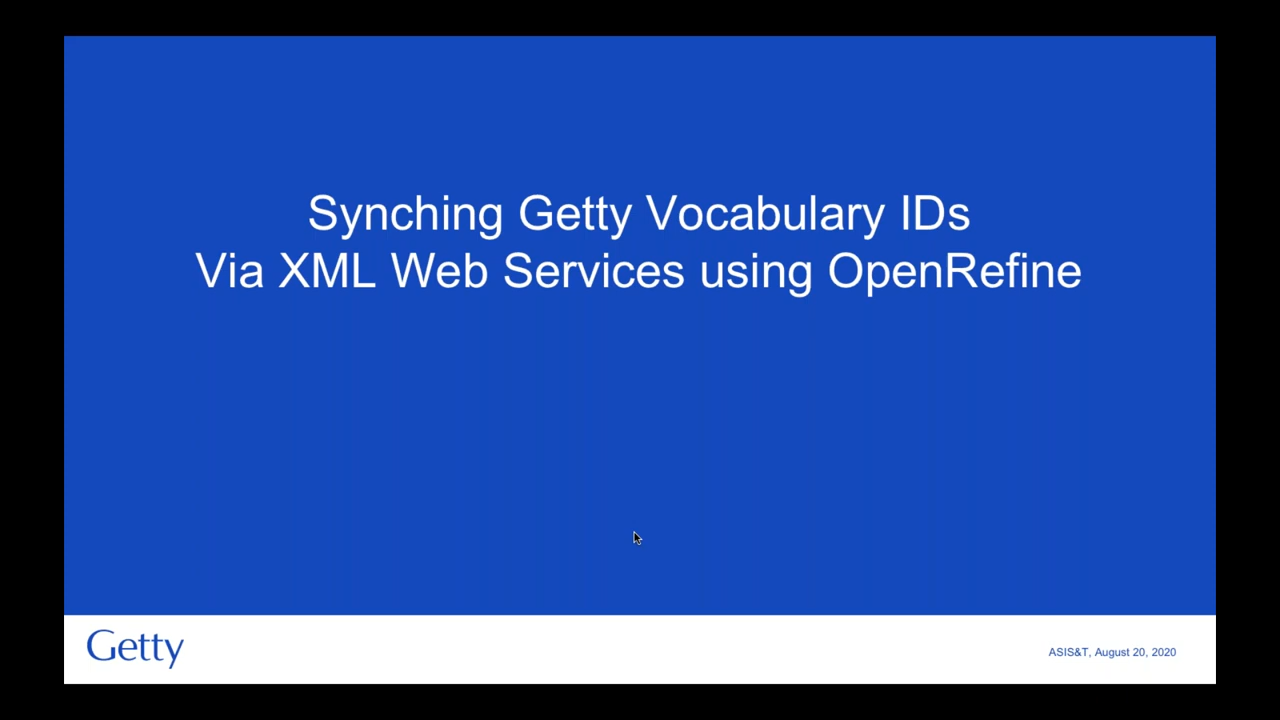 Synching Getty Vocabulary IDs
Via XML Web Services using OpenRefine
Getty
ASIS&T, August 20, 2020